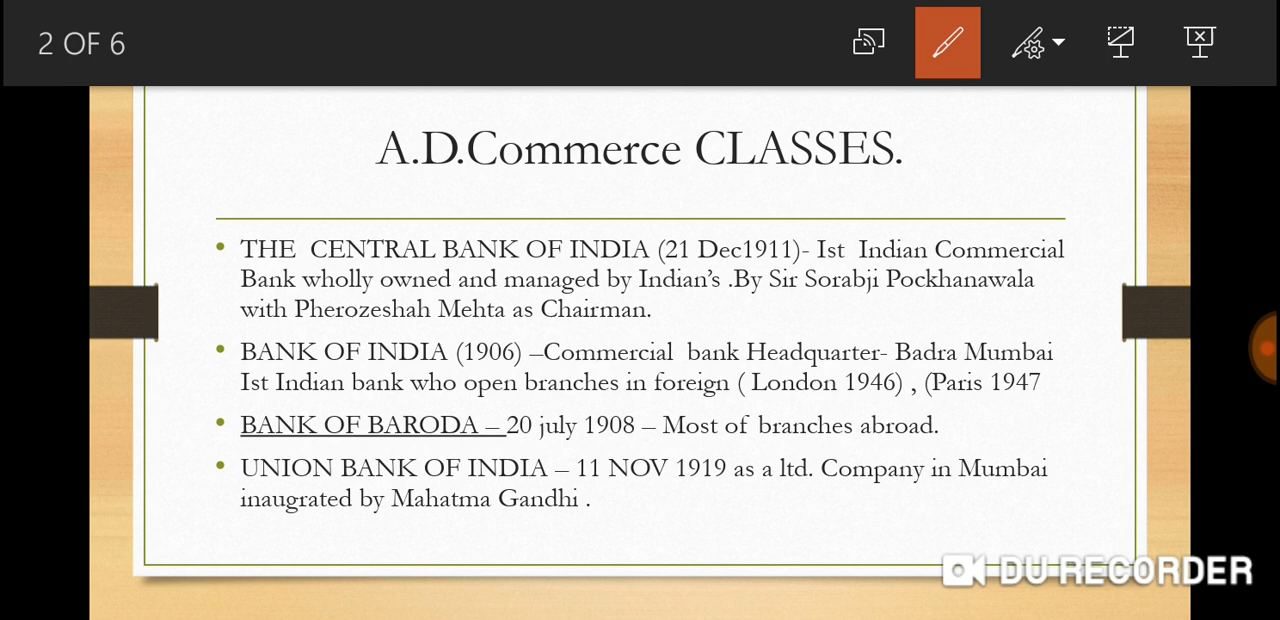 2 OF 6
A.D.Commerce CLASSES.
• THE CENTRAL BANK OF INDIA (21 Dec1911)- Ist Indian Commercial
Bank wholly owned and managed by Indian’s .By Sir Sorabji Pockhanawala
with Pherozeshah Mehta as Chairman.
• BANK OF INDIA (1906) –Commercial bank Headquarter- Badra Mumbai
Ist Indian bank who open branches in foreign ( London 1946) , (Paris 1947
• BANK OF BARODA – 20 july 1908 – Most of branches abroad.
• UNION BANK OF INDIA – 11 NOV 1919 as a ltd. Company in Mumbai
inaugrated by Mahatma Gandhi .
DU RECORDER